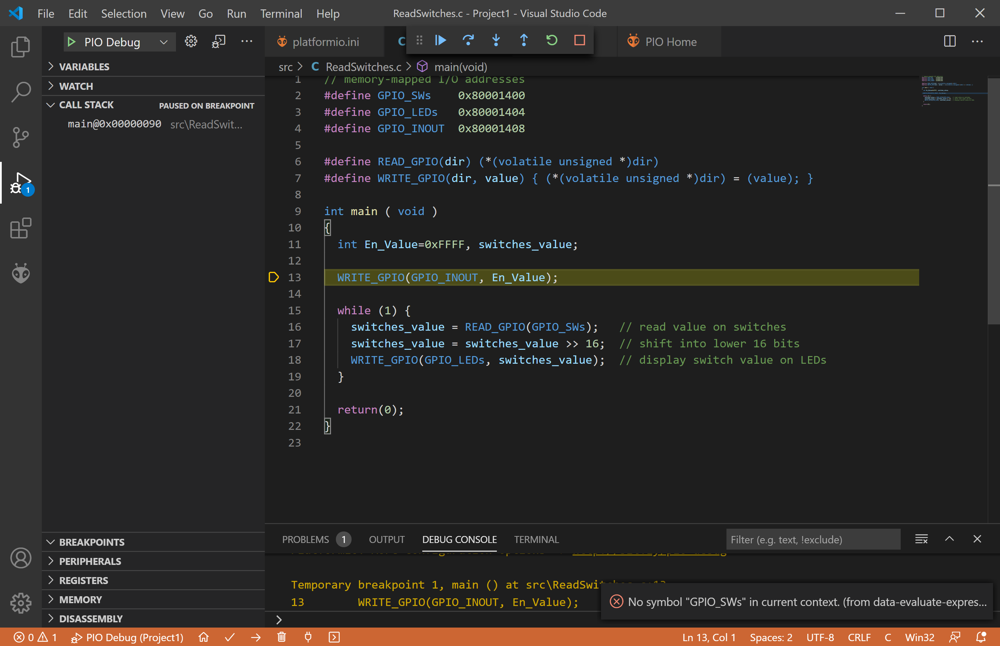 File Edit Selection View Go Run Terminal Help ReadSwitches.c - Project1 - Visual Studio Code
PIO Debug
platformio.ini C PIO Home
VARIABLES
WATCH
CALL STACK PAUSED ON BREAKPOINT
main@0x00000090 src\ReadSwit...
1
BREAKPOINTS
PERIPHERALS
REGISTERS
MEMORY
DISASSEMBLY
src > C ReadSwitches.c > main(void)
1 // memory-mapped I/O addresses
2 #define GPIO_SWs 0x80001400
3 #define GPIO_LEDs 0x80001404
4 #define GPIO_INOUT 0x80001408
5
6 #define READ_GPIO(dir) (*(volatile unsigned *)dir)
7 #define WRITE_GPIO(dir, value) { (*(volatile unsigned *)dir) = (value); }
8
9 int main ( void )
10 {
11 int En_Value=0xFFFF, switches_value;
12
13 WRITE_GPIO(GPIO_INOUT, En_Value);
14
15 while (1) {
16 switches_value = READ_GPIO(GPIO_SWs); // read value on switches
17 switches_value = switches_value >> 16; // shift into lower 16 bits
18 WRITE_GPIO(GPIO_LEDs, switches_value); // display switch value on LEDs
19 }
20
21 return(0);
22 }
23
PROBLEMS 1 OUTPUT DEBUG CONSOLE TERMINAL Filter (e.g. text, !exclude)
Temporary breakpoint 1, main () at src\ReadSwi
13 WRITE_GPIO(GPIO_INOUT, En_Value);
No symbol "GPIO_SWs" in current context. (from data-evaluate-expres...
>
0 1 PIO Debug (Project1) Ln 13, Col 1 Spaces: 2 UTF-8 CRLF C Win32